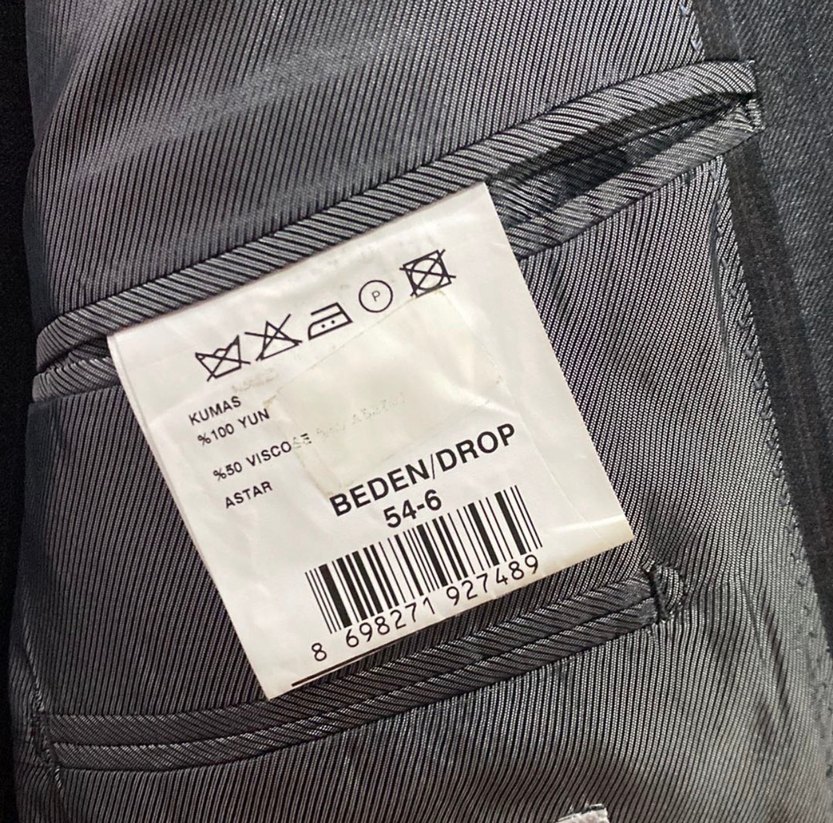 P
KUMAS
%100 YUN
%50 VISCOSE
ASTAR
BEDEN/DROP
54-6
8 698271 927489